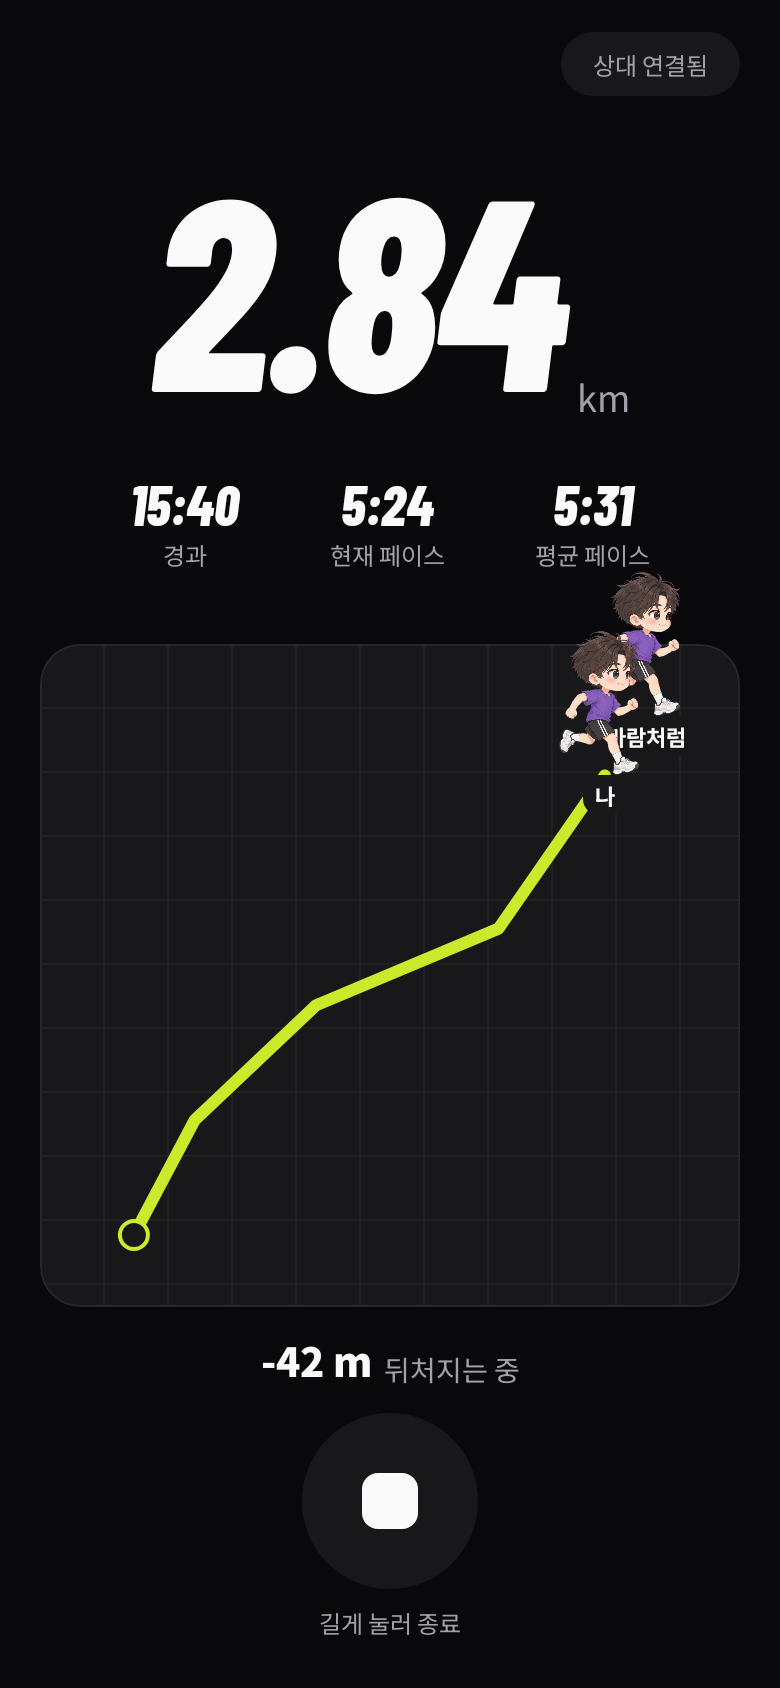 상대 연결됨
2.84 km
15:40 5:24 5:31
경과 현재 페이스 평균 페이스
람처럼
나
-42 m 뒤처지는 중
길게 눌러 종료